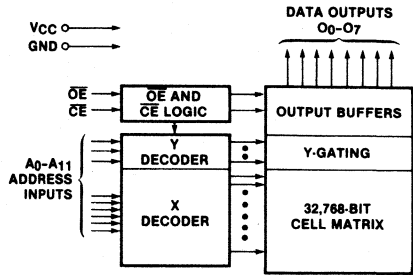 DATA OUTPUTS
O0–O7
VCC
GND
OE
CE
OE AND
CE LOGIC
OUTPUT BUFFERS
Y
DECODER
Y-GATING
A0–A11
ADDRESS
INPUTS
X
DECODER
32,768-BIT
CELL MATRIX